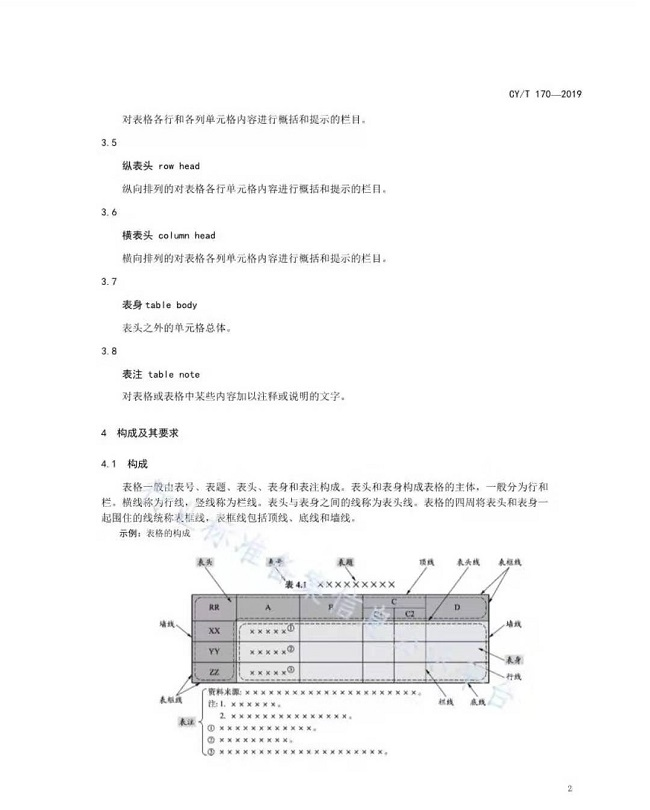 CY/T 170—2019
对表格各行和各列单元格内容进行概括和提示的栏目。
3.5
纵表头 row head
纵向排列的对表格各行单元格内容进行概括和提示的栏目。
3.6
横表头 column head
横向排列的对表格各列单元格内容进行概括和提示的栏目。
3.7
表身 table body
表头之外的单元格总体。
3.8
表注 table note
对表格或表格中某些内容加以注释或说明的文字。
4 构成及其要求
4.1 构成
表格一般由表号、表题、表头、表身和表注构成。表头和表身构成表格的主体，一般分为行和
栏。横线称为行线，竖线称为栏线。表头与表身之间的线称为表头线。表格的四周将表头和表身一
起围住的线统称表框线，表框线包括顶线、底线和墙线。
示例：表格的构成
表头 表号 表题 顶线 表头线 表框线
表 4.1 ××××××××
RR A C D
C2
墙线 XX ×××××① 墙线
YY ×××××②
表身
ZZ ×××××③ 行线
表框线 栏线 底线
资料来源: ××××××××××××××××××××××。
注: 1. ××××××。
2. ×××××××××××××××。
表注
① ××××××××××××。
② ×××××××××。
③ ×××××××××××××××××××××。
行业标准备案信息
台
2